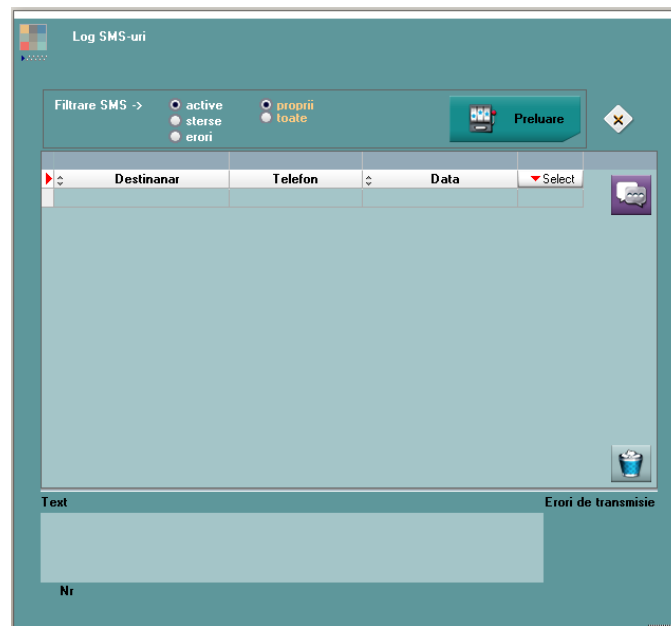 Log SMS-uri
Filtrare SMS -> active proprii
sterse toate
erori
Preluare
Destinanar Telefon Data Select
Text Erori de transmisie
Nr